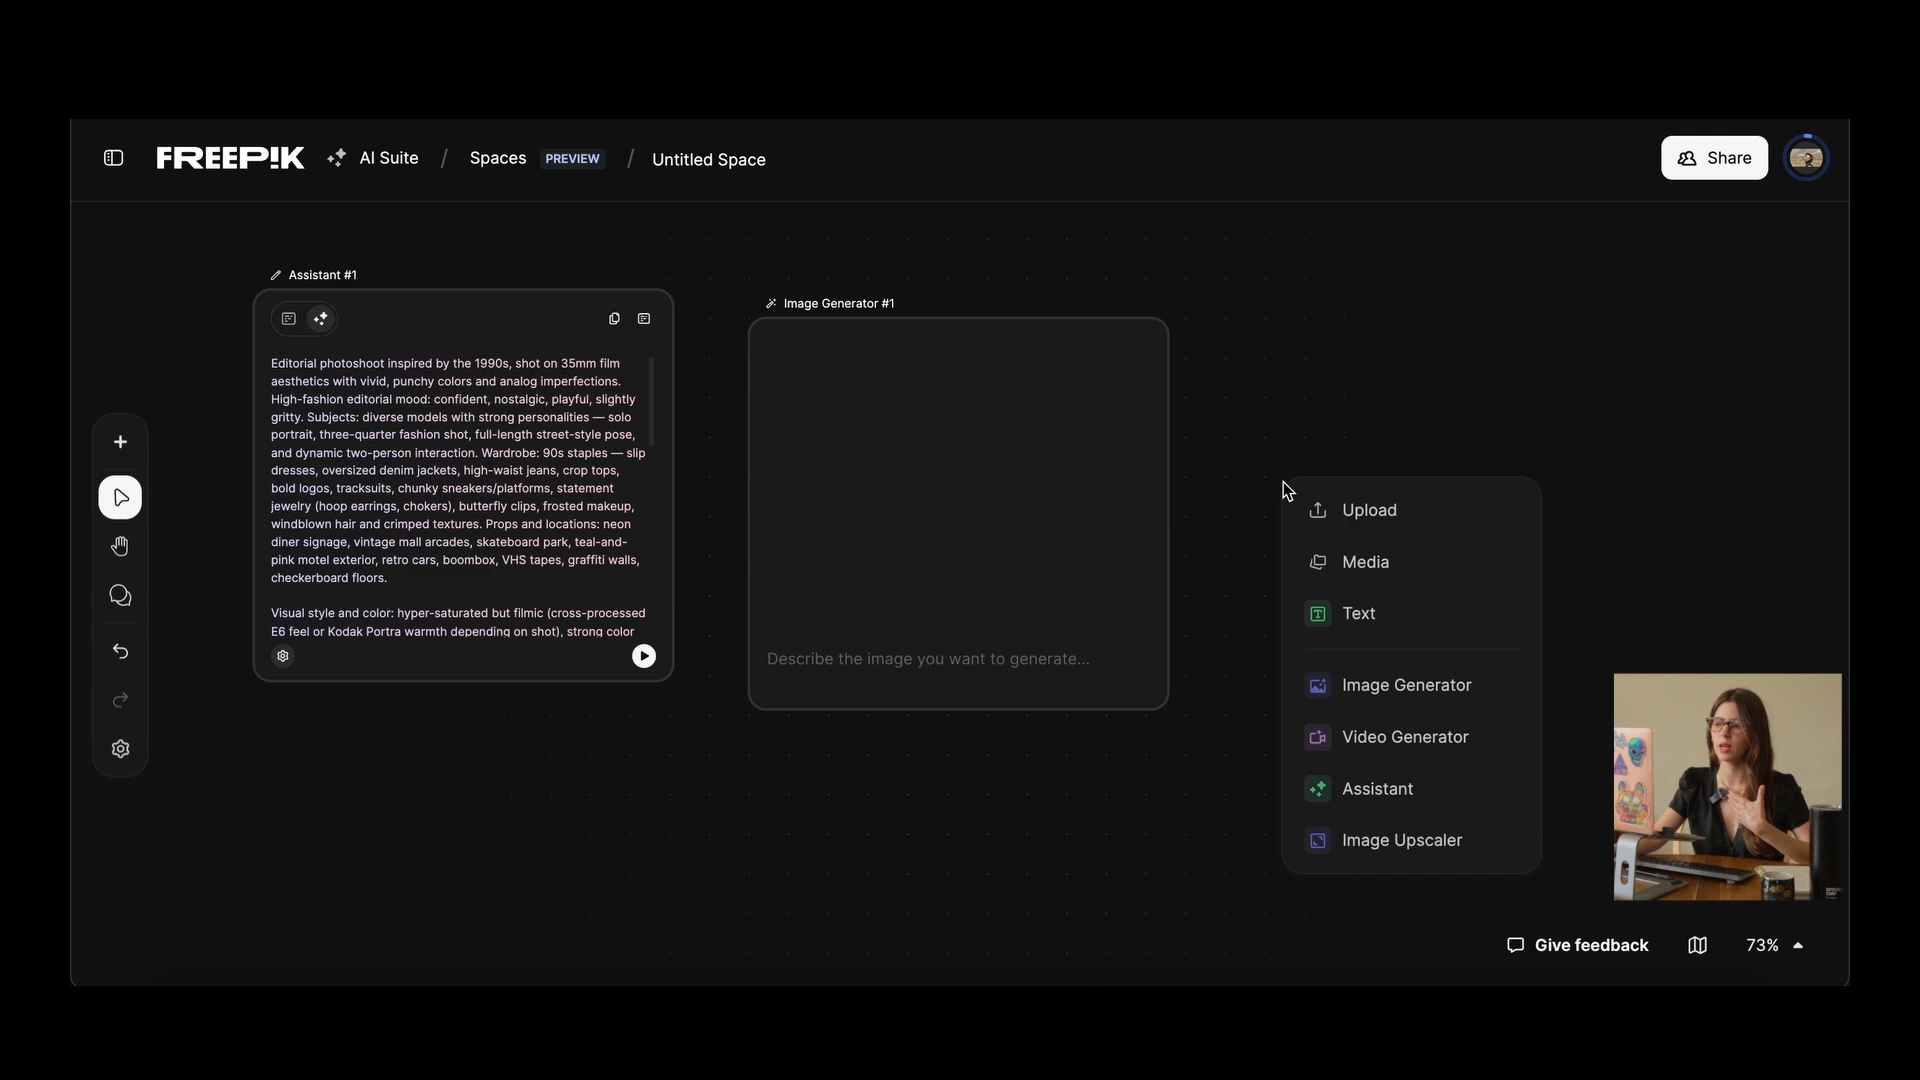 FREEP!K AI Suite / Spaces PREVIEW / Untitled Space
Share
Assistant #1
Editorial photoshoot inspired by the 1990s, shot on 35mm film
aesthetics with vivid, punchy colors and analog imperfections.
High-fashion editorial mood: confident, nostalgic, playful, slightly
gritty. Subjects: diverse models with strong personalities — solo
portrait, three-quarter fashion shot, full-length street-style pose,
and dynamic two-person interaction. Wardrobe: 90s staples — slip
dresses, oversized denim jackets, high-waist jeans, crop tops,
bold logos, tracksuits, chunky sneakers/platforms, statement
jewelry (hoop earrings, chokers), butterfly clips, frosted makeup,
windblown hair and crimped textures. Props and locations: neon
diner signage, vintage mall arcades, skateboard park, teal-and-
pink motel exterior, retro cars, boombox, VHS tapes, graffiti walls,
checkerboard floors.
Visual style and color: hyper-saturated but filmic (cross-processed
E6 feel or Kodak Portra warmth depending on shot), strong color
Image Generator #1
Describe the image you want to generate...
Upload
Media
Text
Image Generator
Video Generator
Assistant
Image Upscaler
Give feedback
73%